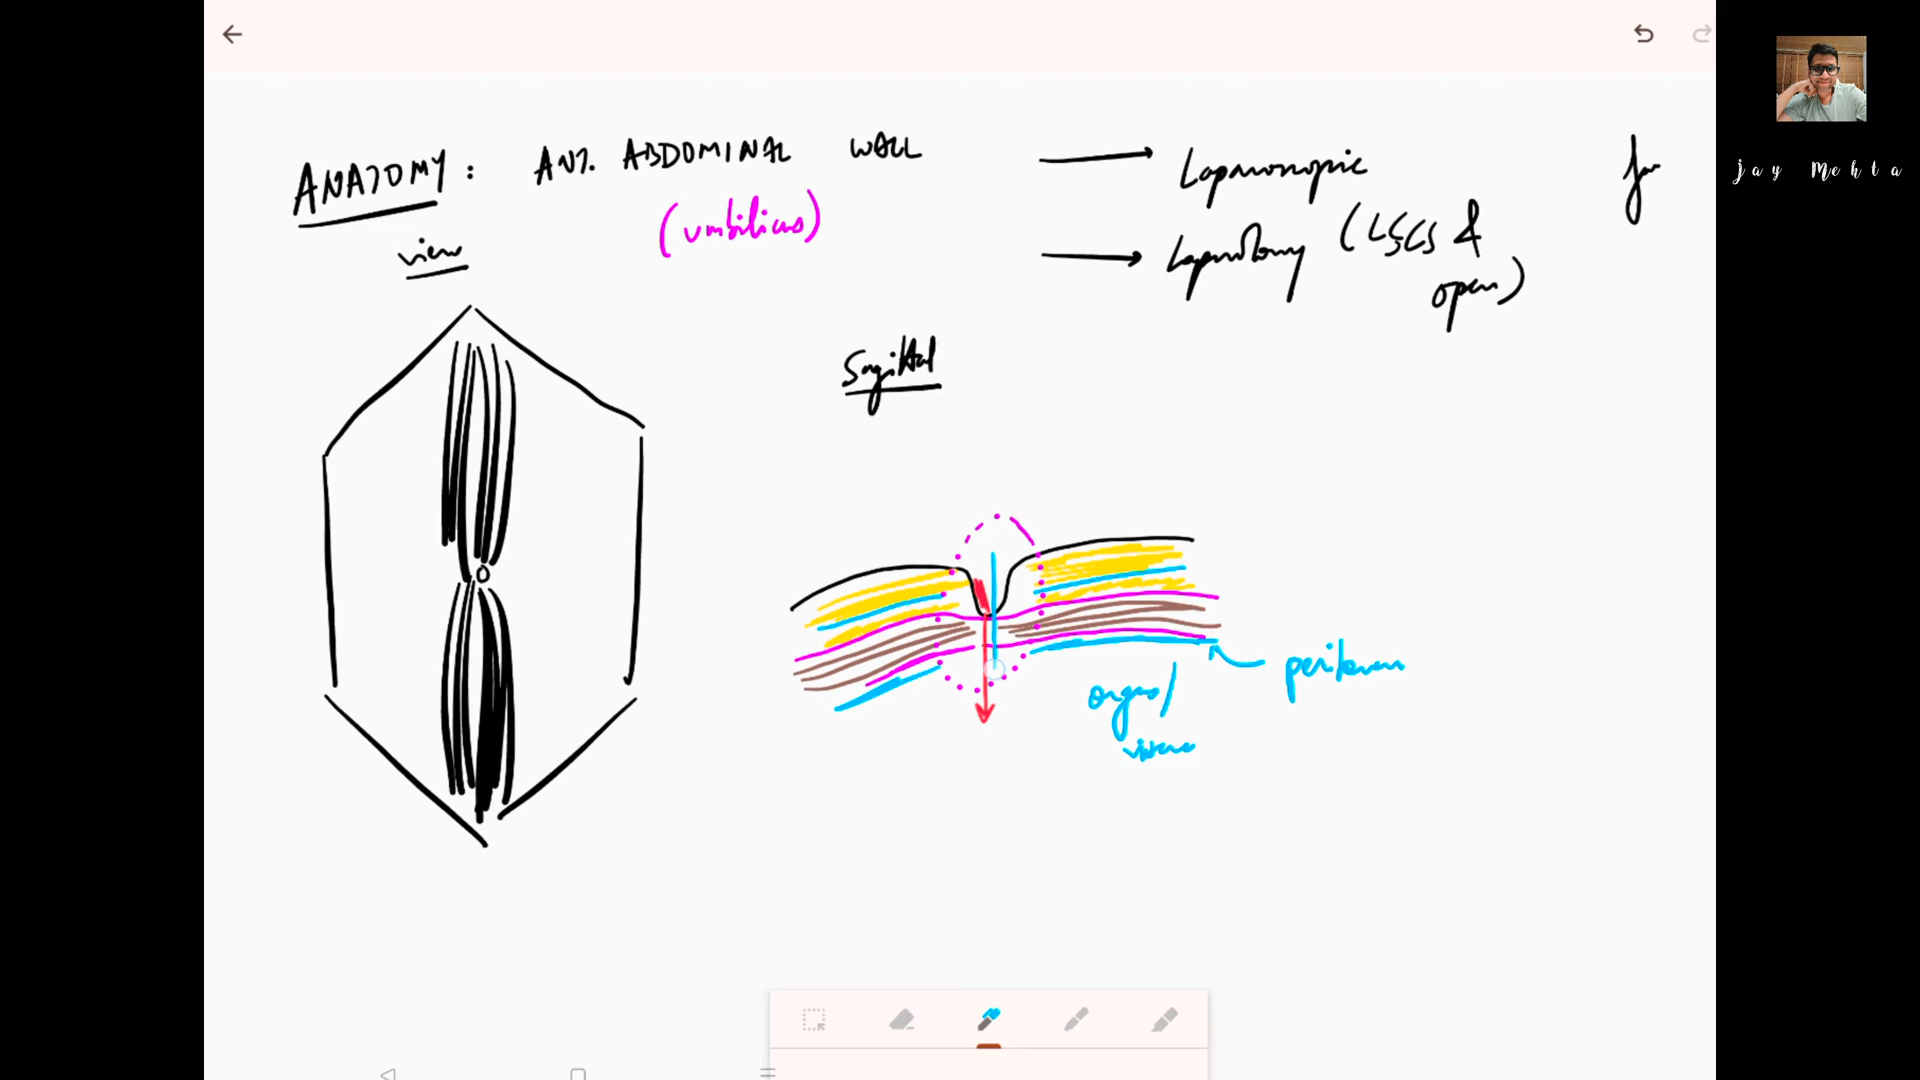 ANATOMY: ANT. ABDOMINAL WALL → Laparoscopic
(umbilicus)
→ Laparotomy (LSCS &
open)
view
Sagittal
peritoneum
organs/
viscera
Jay Mehta